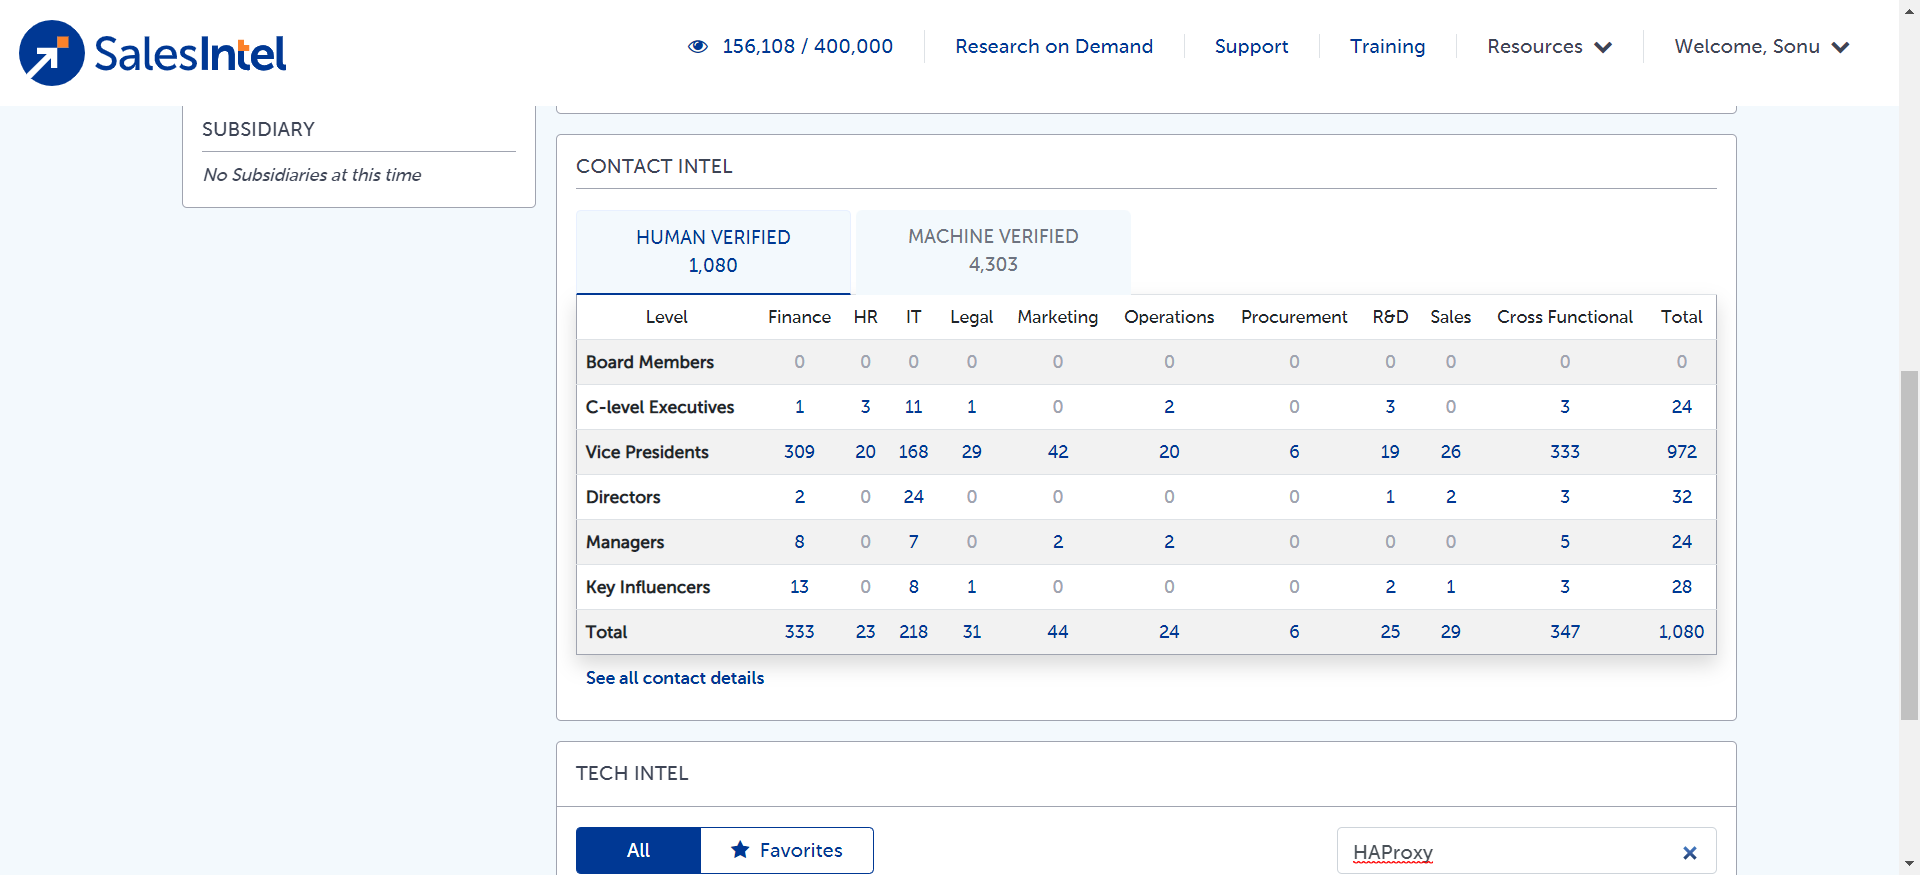 SalesIntel
156,108 / 400,000
Research on Demand
Support
Training
Resources
Welcome, Sonu
SUBSIDIARY
No Subsidiaries at this time
CONTACT INTEL
HUMAN VERIFIED
1,080
MACHINE VERIFIED
4,303
Level Finance HR IT Legal Marketing Operations Procurement R&D Sales Cross Functional Total
Board Members 0 0 0 0 0 0 0 0 0 0 0
C-level Executives 1 3 11 1 0 2 0 3 0 3 24
Vice Presidents 309 20 168 29 42 20 6 19 26 333 972
Directors 2 0 24 0 0 0 0 1 2 3 32
Managers 8 0 7 0 2 2 0 0 0 5 24
Key Influencers 13 0 8 1 0 0 0 2 1 3 28
Total 333 23 218 31 44 24 6 25 29 347 1,080
See all contact details
TECH INTEL
All
Favorites
HAProxy